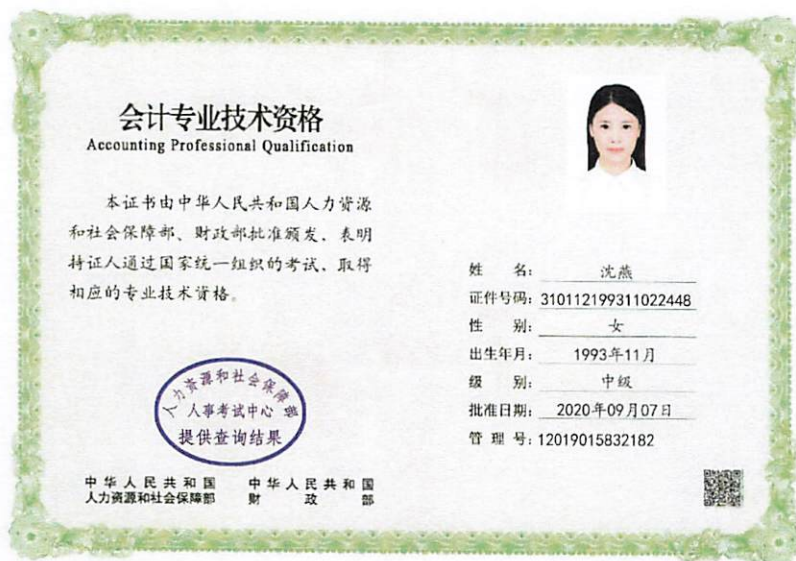 会计专业技术资格
Accounting Professional Qualification
本证书由中华人民共和国人力资源
和社会保障部、财政部批准颁发，表明
持证人通过国家统一组织的考试，取得
相应的专业技术资格。
人力资源和社会保障部
人事考试中心
提供查询结果
中华人民共和国
人力资源和社会保障部
中华人民共和国
财政部
姓名：沈燕
证件号码：310112199311022448
性别：女
出生年月：1993年11月
级别：中级
批准日期：2020年09月07日
管理号：12019015832182